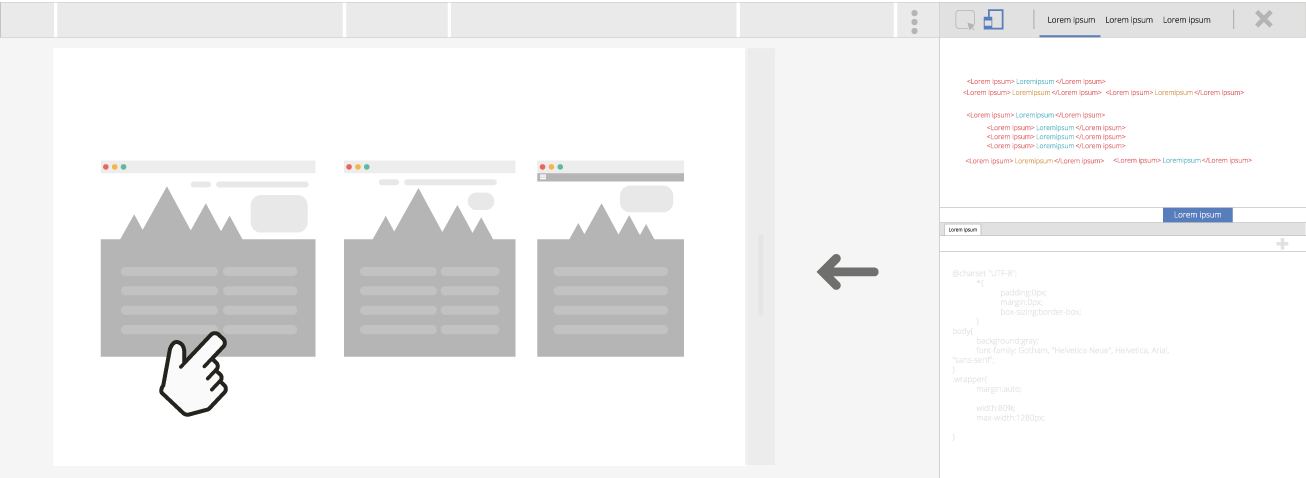 Lorem ipsum Lorem ipsum Lorem ipsum
<Lorem ipsum> Loremipsum </Lorem ipsum>
<Lorem ipsum> Loremipsum </Lorem ipsum> <Lorem ipsum> Loremipsum </Lorem ipsum>
<Lorem ipsum> Loremipsum </Lorem ipsum>
<Lorem ipsum> Loremipsum </Lorem ipsum>
<Lorem ipsum> Loremipsum </Lorem ipsum>
<Lorem ipsum> Loremipsum </Lorem ipsum>
<Lorem ipsum> Loremipsum </Lorem ipsum> <Lorem ipsum> Loremipsum </Lorem ipsum>
Lorem ipsum
Lorem ipsum
@charset "UTF-8")
*{
padding:0px;
margin:0px;
box-sizing:border-box;
}
body{
background:gray;
font-family: Gotham, "Helvetica Neue", Helvetica, Arial,
"sans-serif";
}
.wrapper{
margin:auto;
width:80%;
max-width:1280px;
}